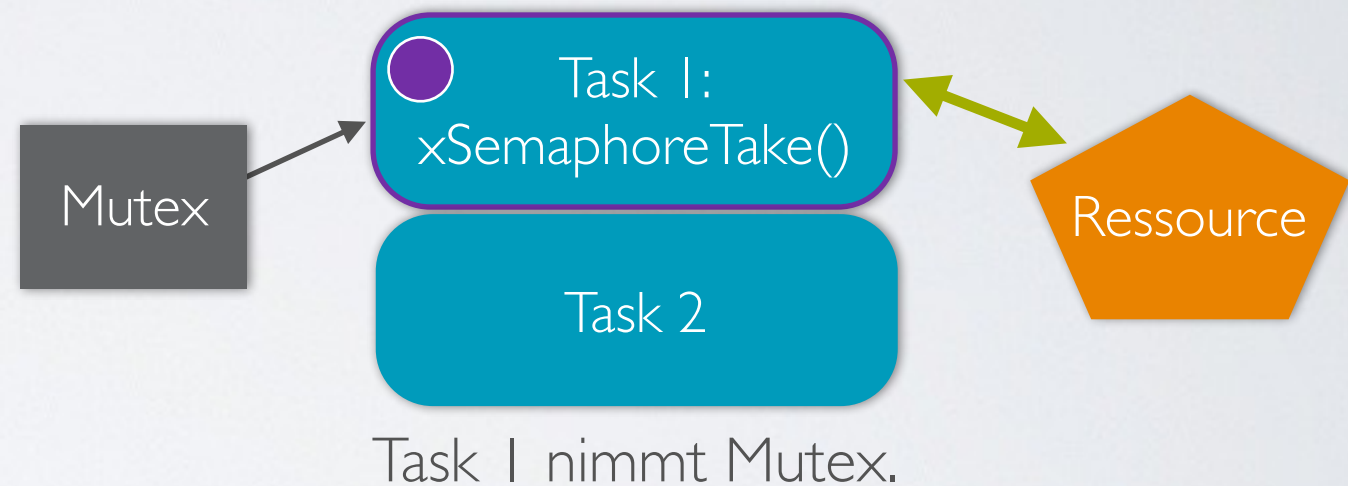 Mutex
Task 1:
xSemaphoreTake()
Task 2
Ressource
Task 1 nimmt Mutex.